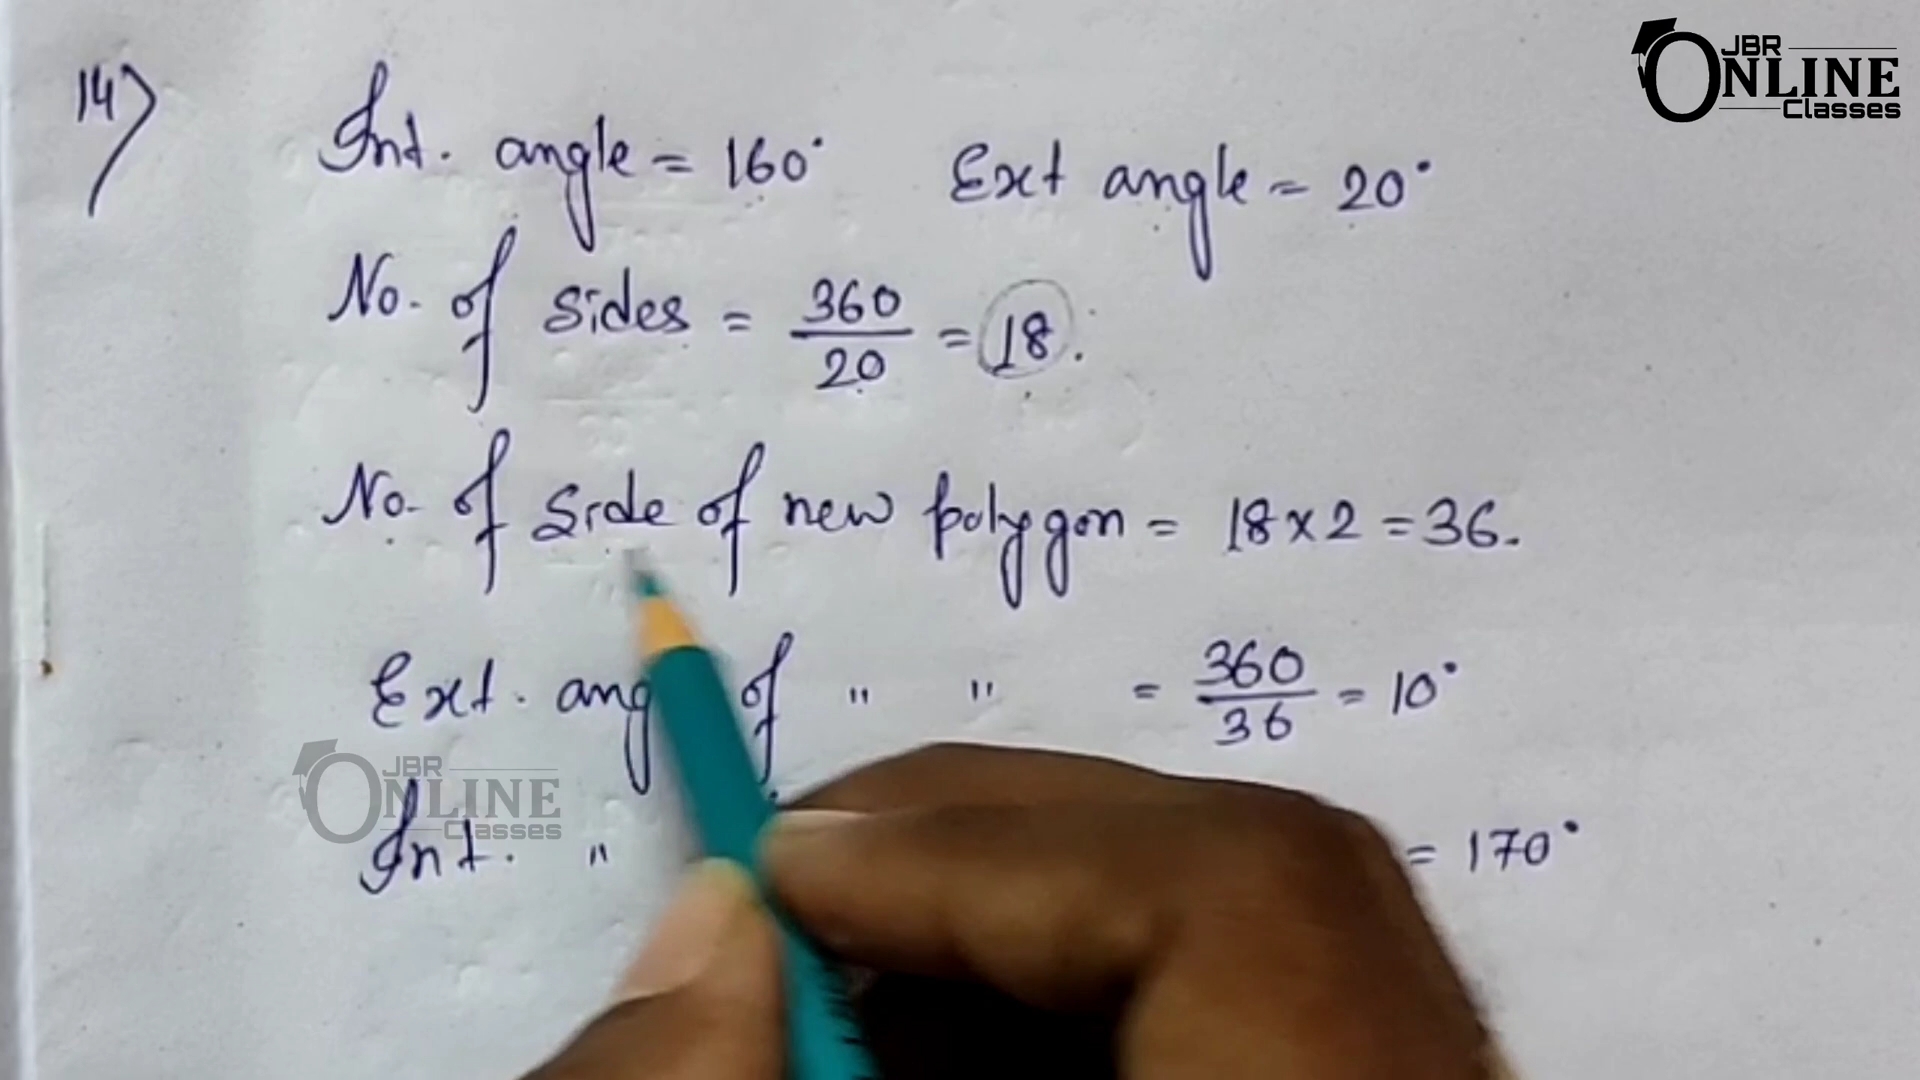 JBR
ONLINE
Classes
14)
Int. angle = 160° Ext angle = 20°
No. of sides = 360/20 = 18.
No. of side of new polygon = 18×2 = 36.
Ext. ang of " " = 360/36 = 10°
JBR
ONLINE
Classes
Int. " = 170°